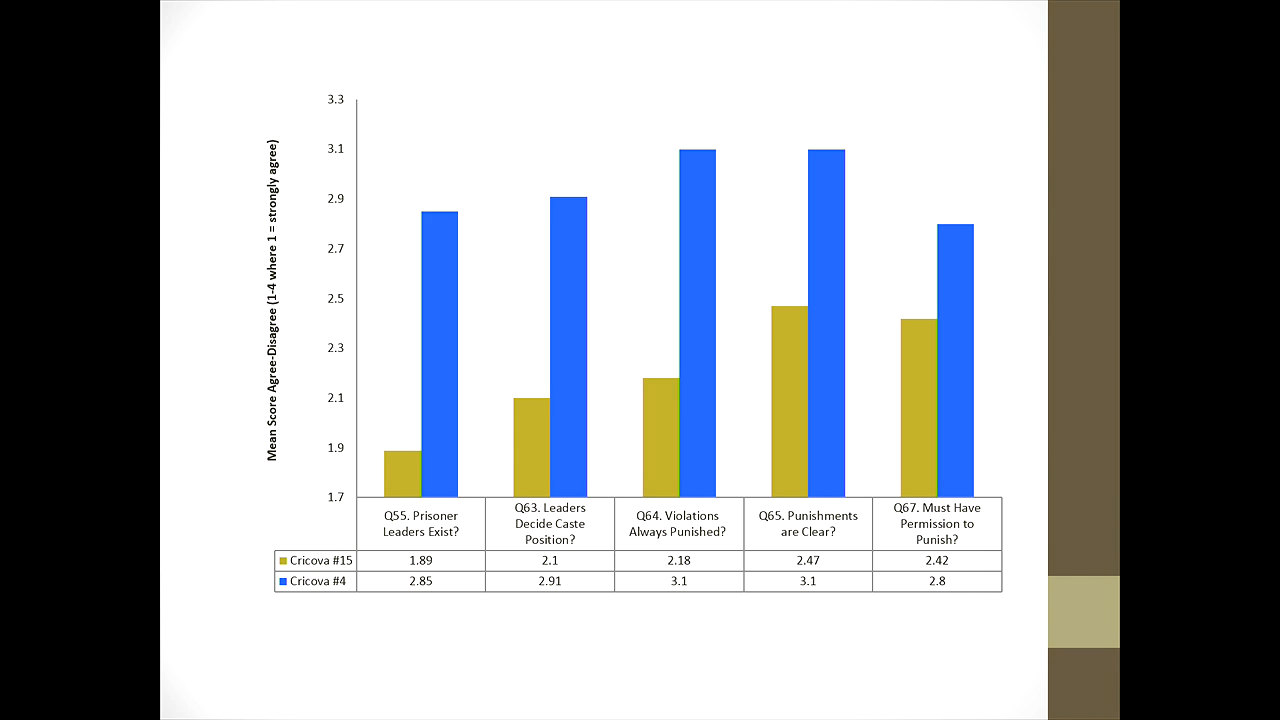 Mean Score Agree-Disagree (1-4 where 1 = strongly agree)
3.3
3.1
2.9
2.7
2.5
2.3
2.1
1.9
1.7
Q55. Prisoner
Leaders Exist?
Q63. Leaders
Decide Caste
Position?
Q64. Violations
Always Punished?
Q65. Punishments
are Clear?
Q67. Must Have
Permission to
Punish?
Cricova #15 1.89 2.1 2.18 2.47 2.42
Cricova #4 2.85 2.91 3.1 3.1 2.8